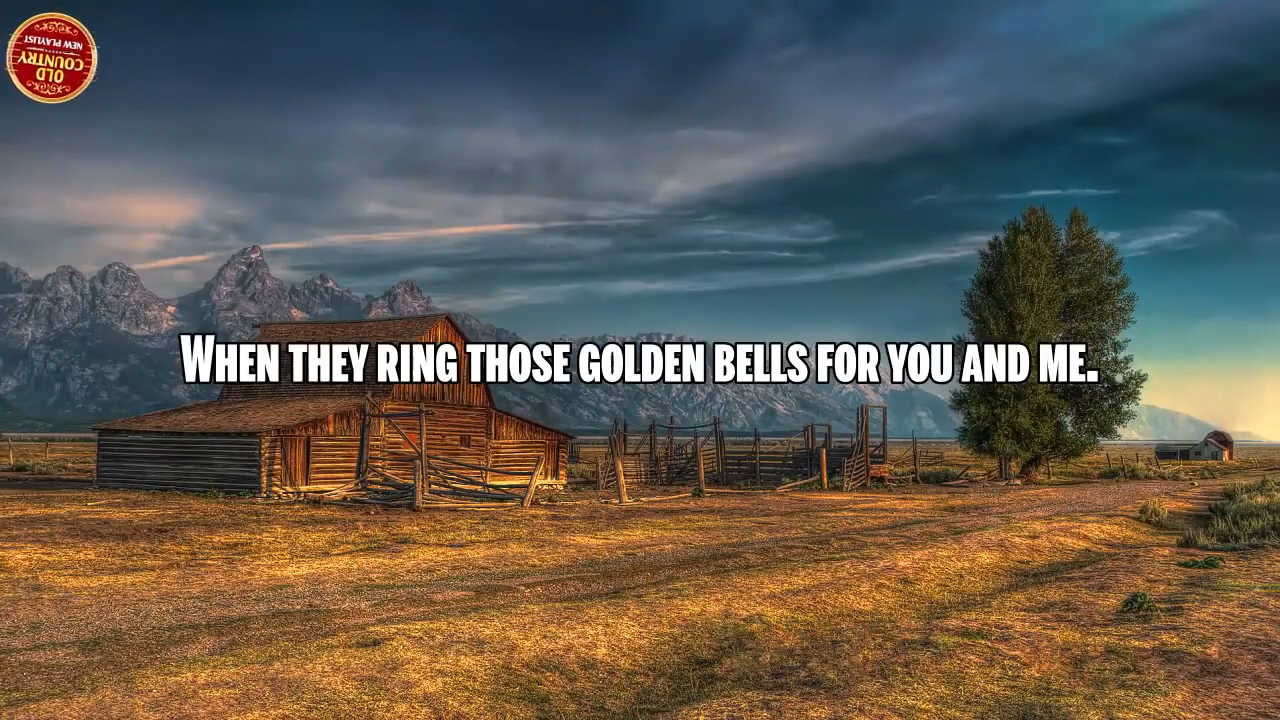 OLD
COUNTRY
NEW PLAYLIST
When they ring those golden bells for you and me.